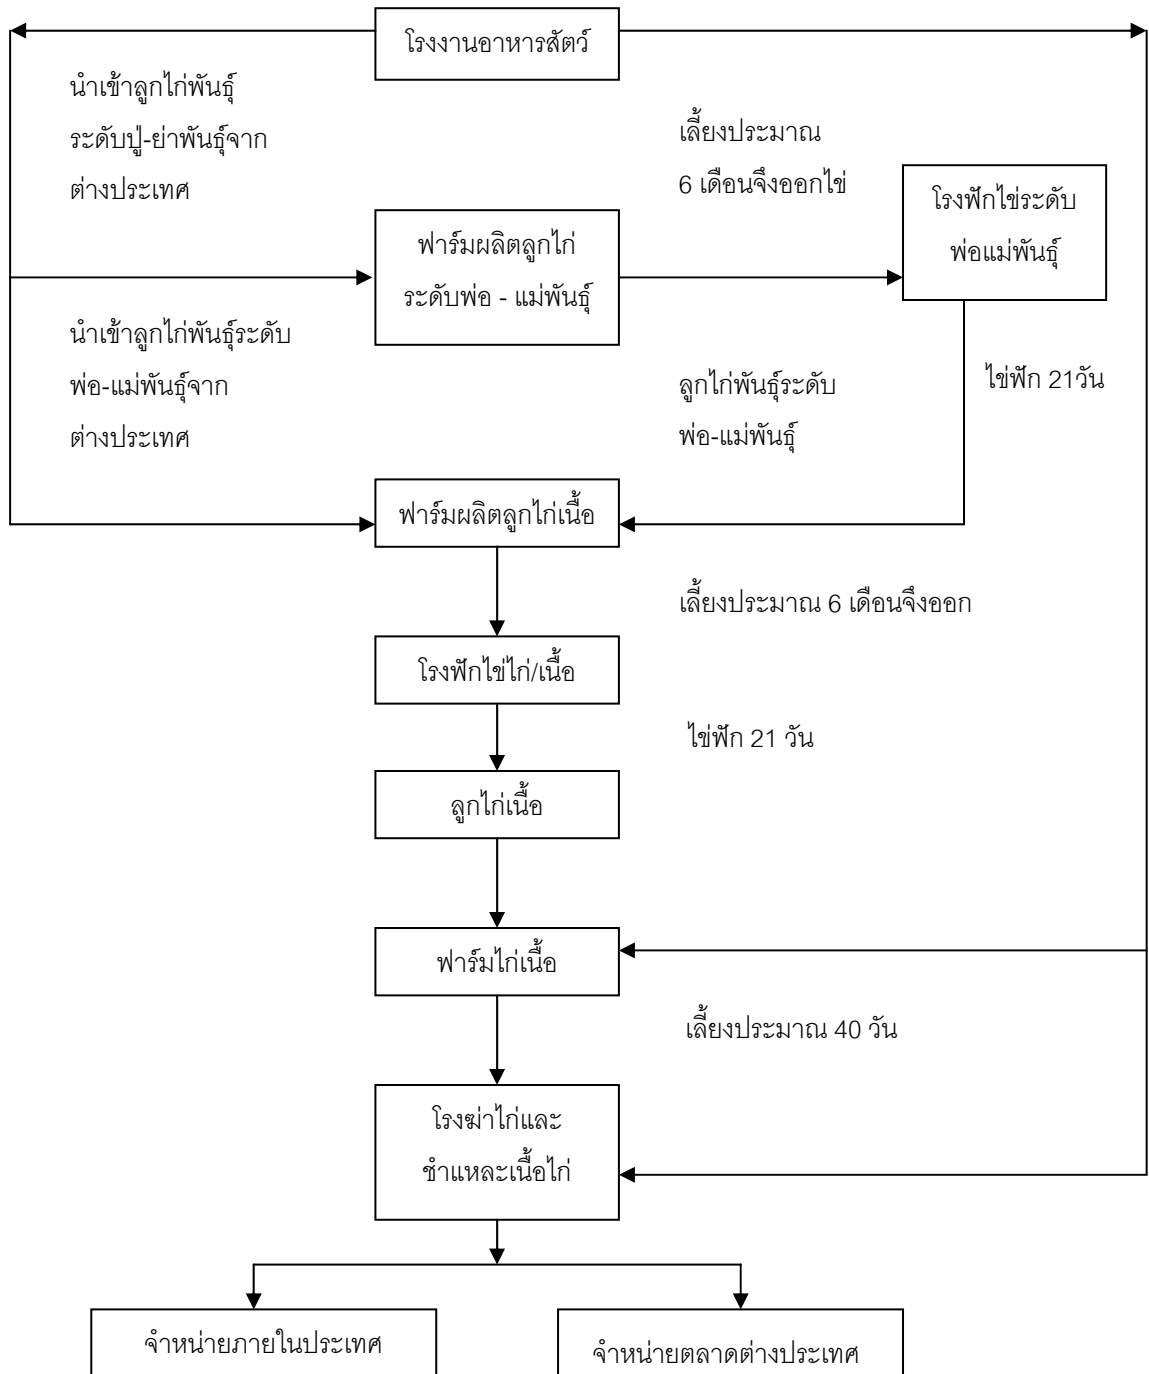 โรงงานอาหารสัตว์
นำเข้าลูกไก่พันธุ์
ระดับปู่-ย่าพันธุ์จาก
ต่างประเทศ
เลี้ยงประมาณ
6 เดือนจึงออกไข่
โรงฟักไข่ระดับ
พ่อแม่พันธุ์
ฟาร์มผลิตลูกไก่
ระดับพ่อ - แม่พันธุ์
นำเข้าลูกไก่พันธุ์ระดับ
พ่อ-แม่พันธุ์จาก
ต่างประเทศ
ลูกไก่พันธุ์ระดับ
พ่อ-แม่พันธุ์
ไข่ฟัก 21วัน
ฟาร์มผลิตลูกไก่เนื้อ
เลี้ยงประมาณ 6 เดือนจึงออก
โรงฟักไข่ไก่/เนื้อ
ไข่ฟัก 21 วัน
ลูกไก่เนื้อ
ฟาร์มไก่เนื้อ
เลี้ยงประมาณ 40 วัน
โรงฆ่าไก่และ
ชำแหละเนื้อไก่
จำหน่ายภายในประเทศ
จำหน่ายตลาดต่างประเทศ